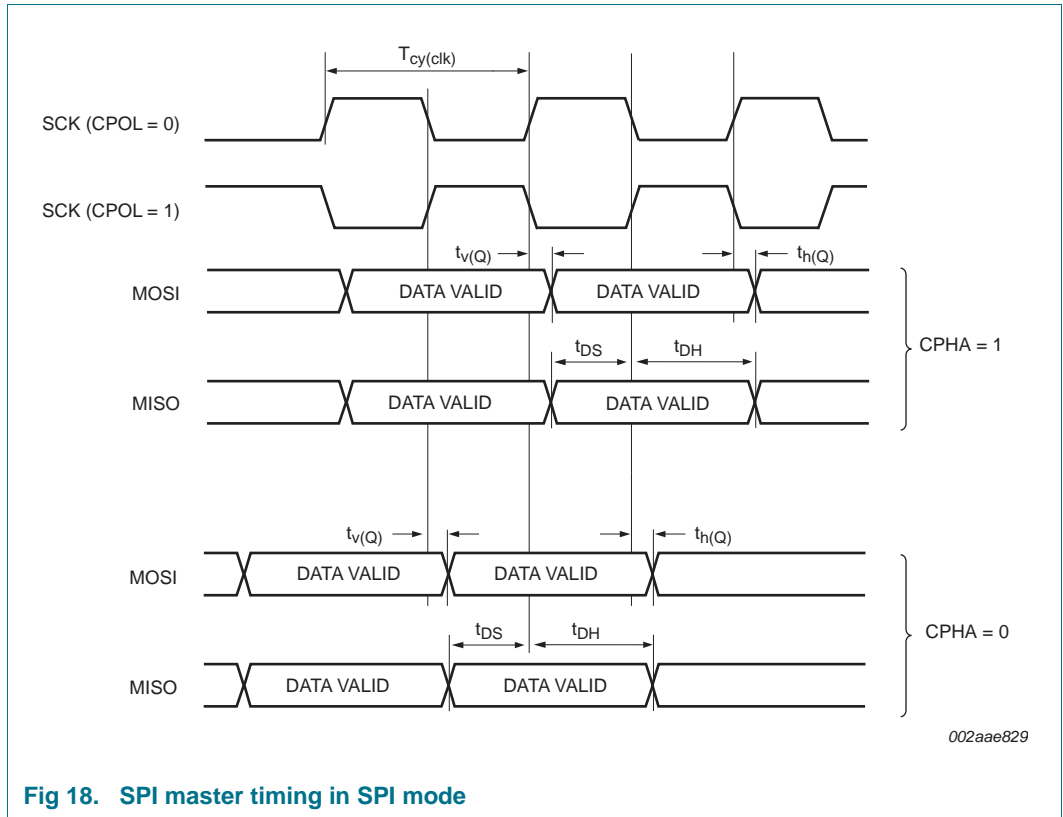 Tcy(clk)
SCK (CPOL = 0)
SCK (CPOL = 1)
tv(Q)
th(Q)
MOSI
DATA VALID
DATA VALID
tDS
tDH
CPHA = 1
MISO
DATA VALID
DATA VALID
tv(Q)
th(Q)
MOSI
DATA VALID
DATA VALID
tDS
tDH
CPHA = 0
MISO
DATA VALID
DATA VALID
002aae829
Fig 18. SPI master timing in SPI mode